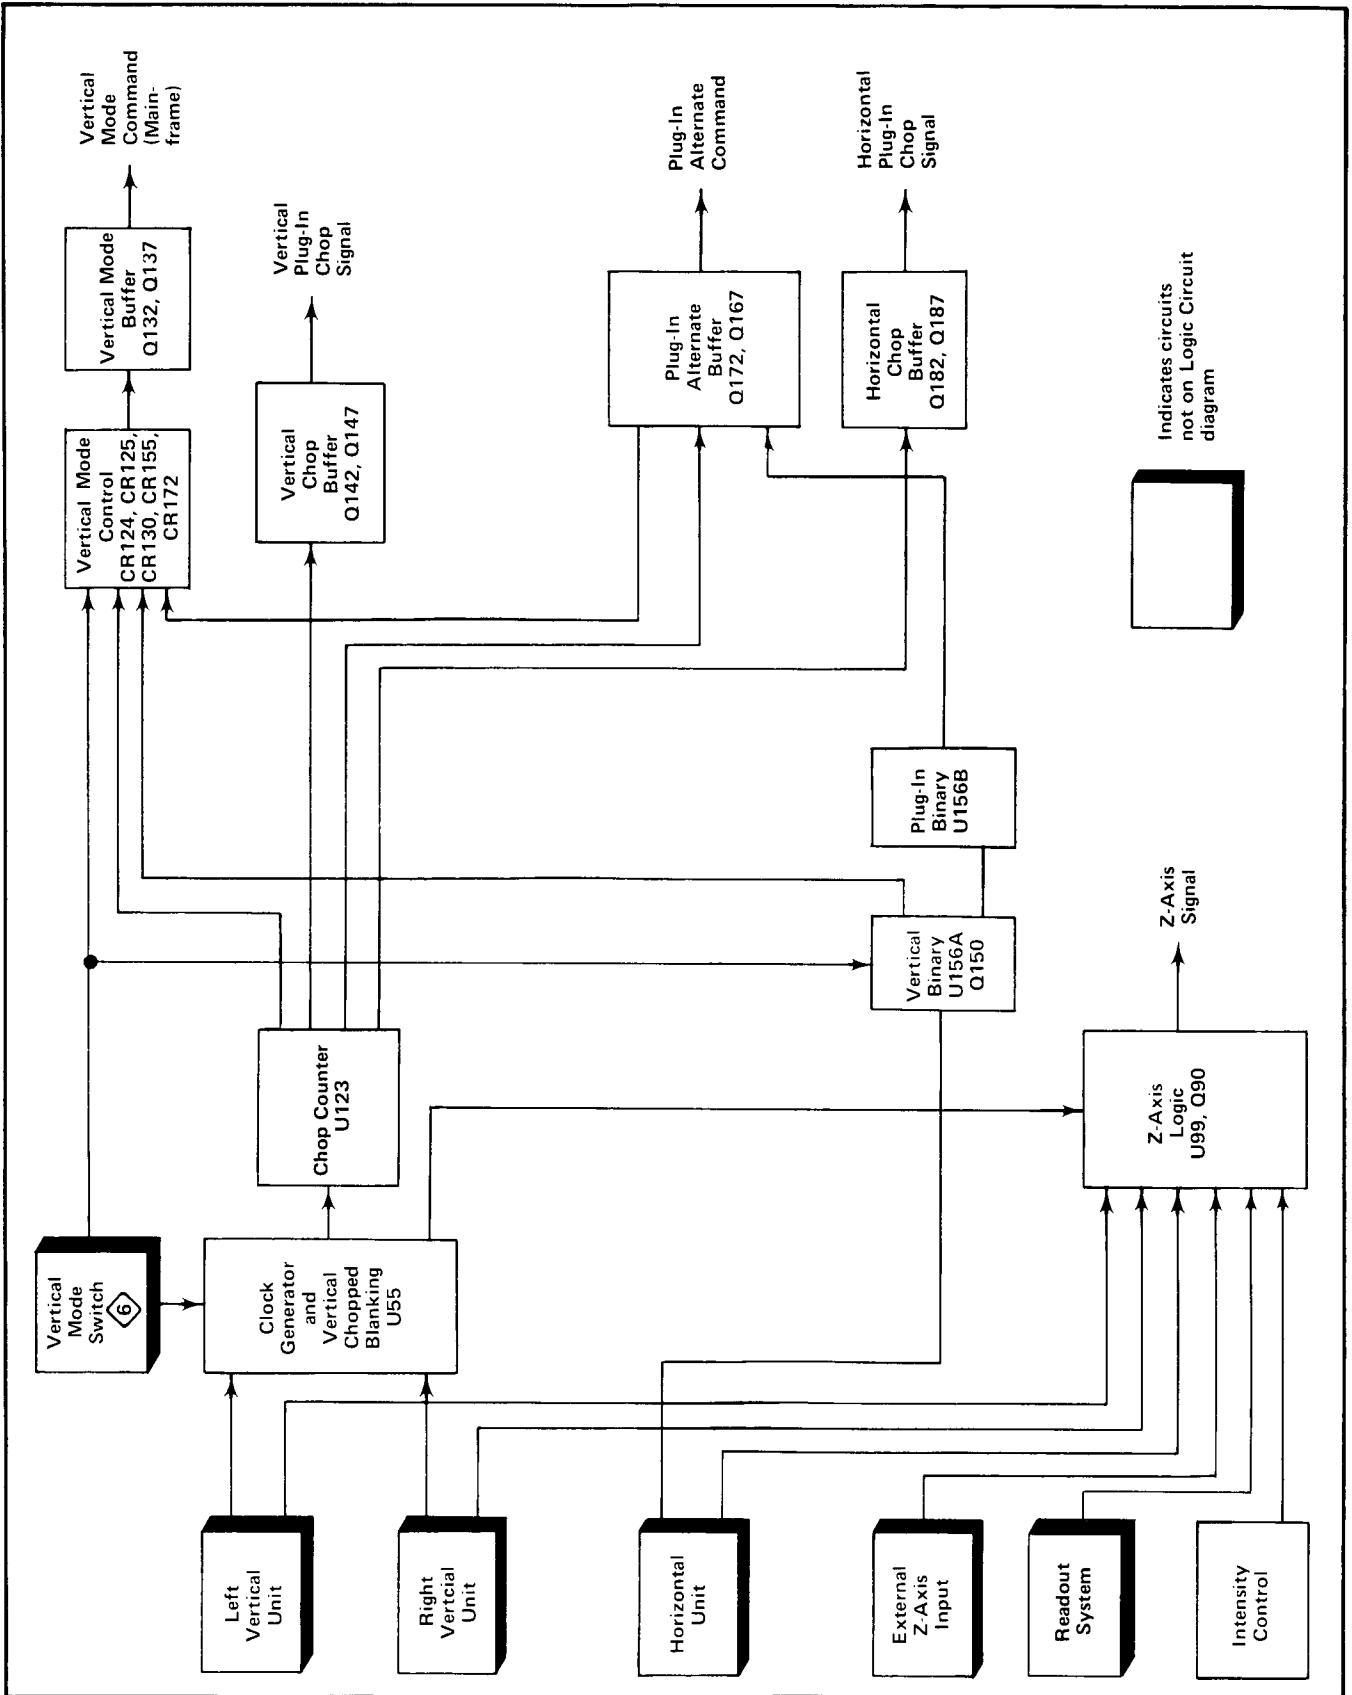 Left
Vertical
Unit
Right
Vertcial
Unit
Horizontal
Unit
External
Z-Axis
Input
Readout
System
Intensity
Control
Vertical
Mode
Switch
6
Clock
Generator
and
Vertical
Chopped
Blanking
U55
Chop Counter
U123
Z-Axis
Logic
U99, Q90
Z-Axis
Signal
Vertical
Binary
U156A
Q150
Plug-In
Binary
U156B
Vertical Mode
Control
CR124, CR125,
CR130, CR155,
CR172
Vertical Mode
Buffer
Q132, Q137
Vertical
Mode
Command
(Main-
frame)
Vertical
Chop
Buffer
Q142, Q147
Vertical
Plug-In
Chop
Signal
Plug-In
Alternate
Buffer
Q172, Q167
Plug-In
Alternate
Command
Horizontal
Chop
Buffer
Q182, Q187
Horizontal
Plug-In
Chop
Signal
Indicates circuits
not on Logic Circuit
diagram